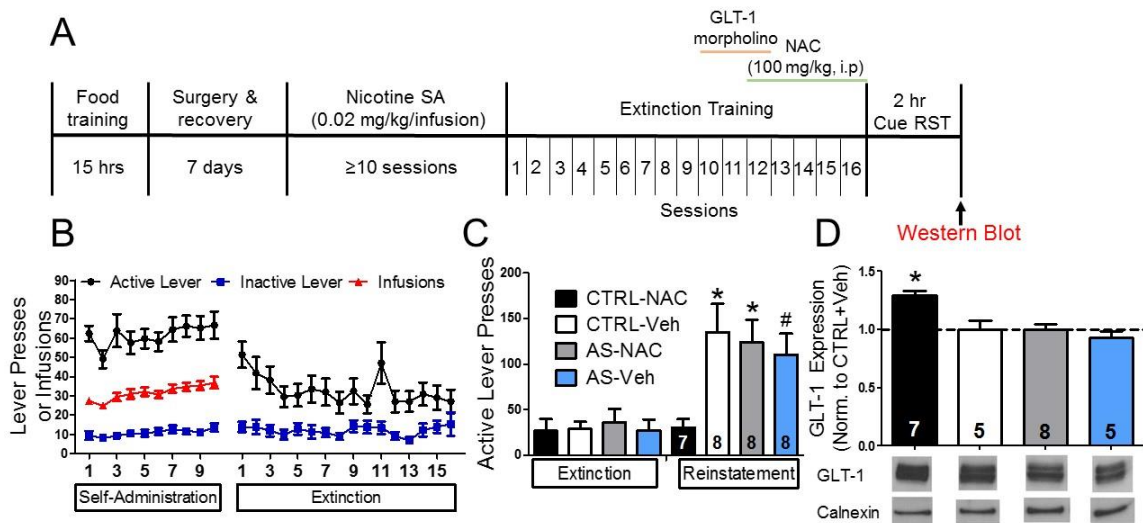 A
GLT-1
morpholino
NAC
(100 mg/kg, i.p)
Food
training
Surgery &
recovery
Nicotine SA
(0.02 mg/kg/infusion)
Extinction Training
2 hr
Cue RST
15 hrs
7 days
≥10 sessions
1 2 3 4 5 6 7 8 9 10 11 12 13 14 15 16
Sessions
Western Blot
B
Active Lever Inactive Lever Infusions
Lever Presses
or Infusions
90
80
70
60
50
40
30
20
10
0
1 3 5 7 9 1 3 5 7 9 11 13 15
Self-Administration Extinction
C
Active Lever Presses
200
150
100
50
0
CTRL-NAC
CTRL-Veh
AS-NAC
AS-Veh
* * #
7 8 8 8
Extinction Reinstatement
D
GLT-1 Expression
(Norm. to CTRL+Veh)
1.5
1.0
0.5
0.0
*
7 5 8 5
GLT-1
Calnexin